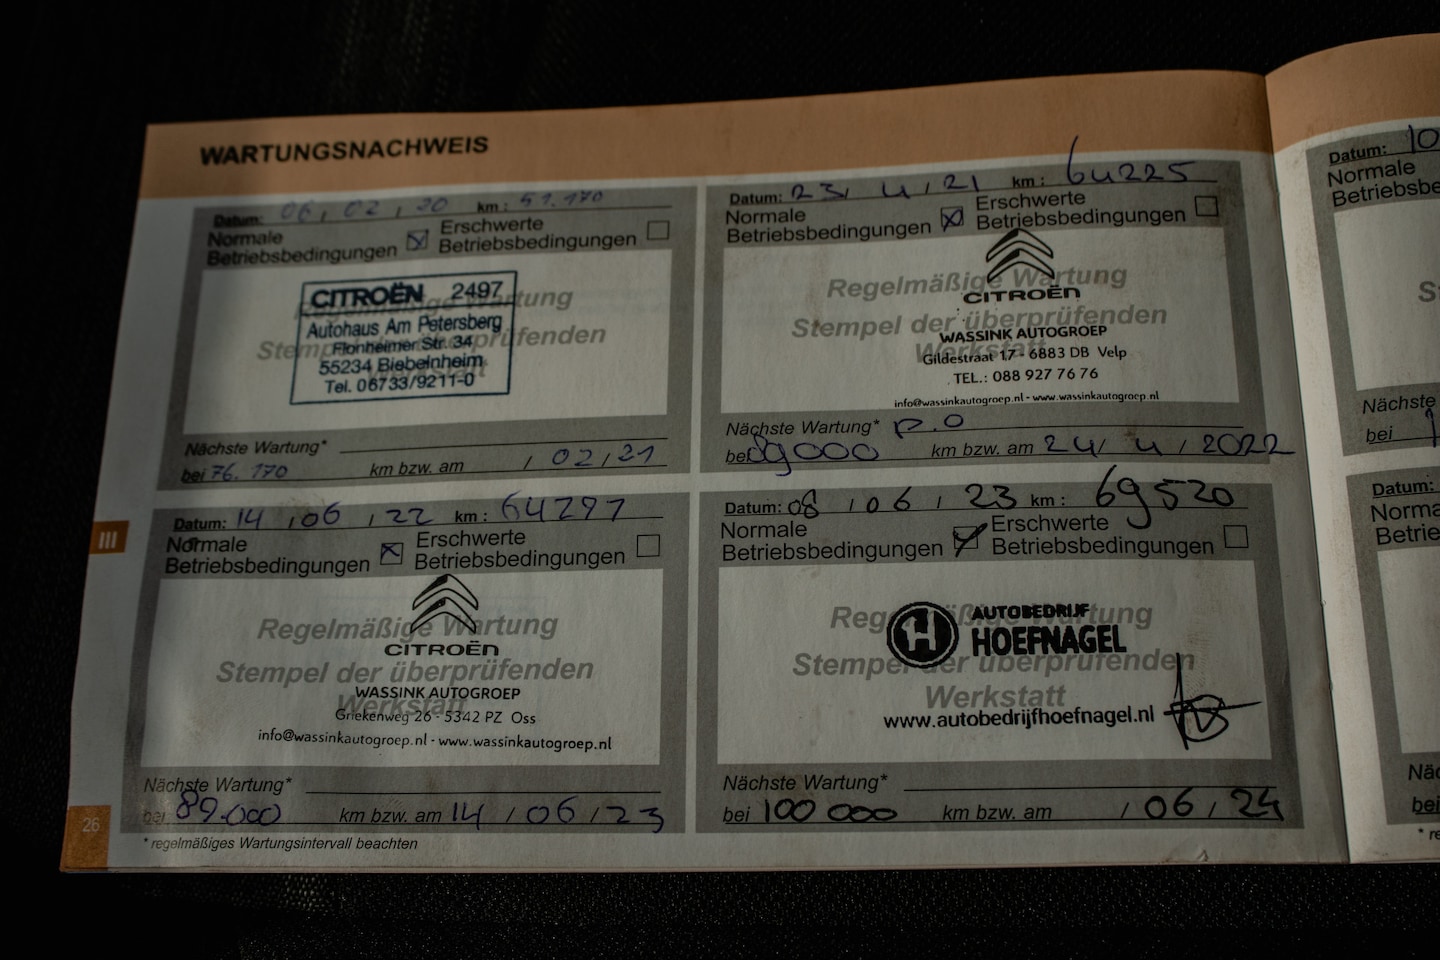 WARTUNGSNACHWEIS
Datum: 06 / 02 / 20 km : 51.170
Normale Betriebsbedingungen ☒ Erschwerte Betriebsbedingungen ☐
Regelmäßige Wartung
Stempel der überprüfenden
Werkstatt
CITROËN 2497
Autohaus Am Petersberg
Flonheimer Str. 34
55234 Biebelnheim
Tel. 06733/9211-0
Nächste Wartung*
bei 76.170 km bzw. am / 02 / 21
Datum: 23 / 4 / 21 km : 64225
Normale Betriebsbedingungen ☒ Erschwerte Betriebsbedingungen ☐
Regelmäßige Wartung
Stempel der überprüfenden
Werkstatt
CITROËN
WASSINK AUTOGROEP
Gildestraat 17 - 6883 DB Velp
TEL.: 088 927 76 76
info@wassinkautogroep.nl - www.wassinkautogroep.nl
Nächste Wartung* P.O
bei 89000 km bzw. am 24 / 4 / 2022
III
Datum: 14 / 06 / 22 km : 64297
Normale Betriebsbedingungen ☒ Erschwerte Betriebsbedingungen ☐
Regelmäßige Wartung
Stempel der überprüfenden
Werkstatt
CITROËN
WASSINK AUTOGROEP
Griekenweg 26 - 5342 PZ Oss
info@wassinkautogroep.nl - www.wassinkautogroep.nl
Nächste Wartung*
bei 89.000 km bzw. am 14 / 06 / 23
Datum: 08 / 06 / 23 km : 69520
Normale Betriebsbedingungen ☒ Erschwerte Betriebsbedingungen ☐
Regelmäßige Wartung
Stempel der überprüfenden
Werkstatt
H AUTOBEDRIJF
HOEFNAGEL
www.autobedrijfhoefnagel.nl
Nächste Wartung*
bei 100 000 km bzw. am / 06 / 24
26
* regelmäßiges Wartungsintervall beachten
Datum: 10
Normale
Nächste
bei
Datum:
bei